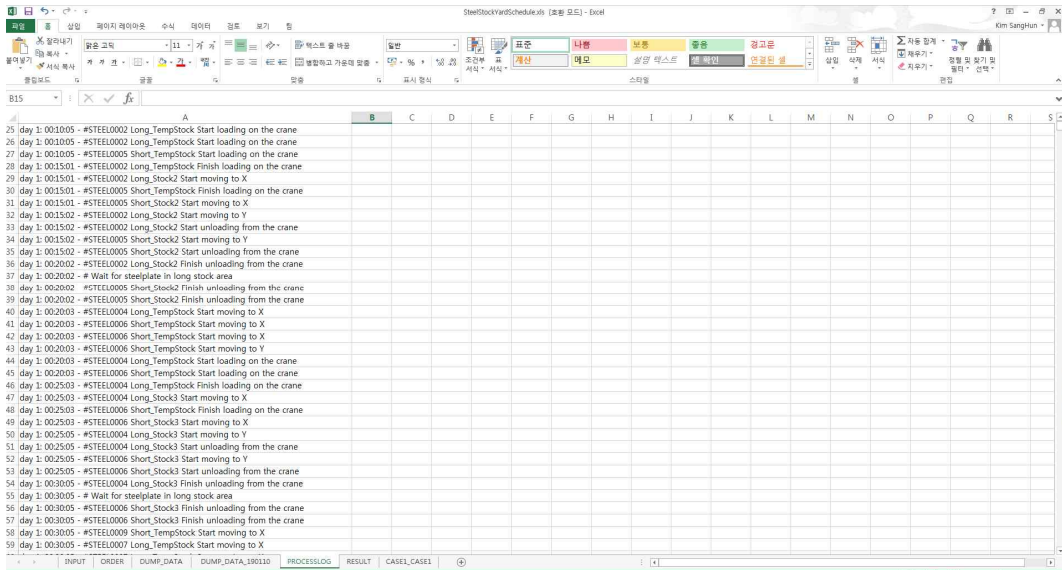 SteelStockYardSchedule.xls [호환 모드] - Excel
파일 홈 삽입 페이지 레이아웃 수식 데이터 검토 보기 팀
Kim SangHun
잘라내기
복사
서식 복사
붙여넣기
맑은 고딕 11
가 가 가
텍스트 줄 바꿈
병합하고 가운데 맞춤
일반
조건부 서식
표 서식
표준 나쁨 보통 좋음 경고문
계산 메모 설명 텍스트 셀 확인 연결된 셀
삽입 삭제 서식
자동 합계
채우기
지우기
정렬 및 필터
찾기 및 선택
클립보드 글꼴 맞춤 표시 형식 스타일 셀 편집
B15 fx
A B C D E F G H I J K L M N O P Q R S
25 day 1: 00:10:05 - #STEEL0002 Long_TempStock Start loading on the crane
26 day 1: 00:10:05 - #STEEL0002 Long_TempStock Start loading on the crane
27 day 1: 00:10:05 - #STEEL0005 Short_TempStock Start loading on the crane
28 day 1: 00:15:01 - #STEEL0002 Long_TempStock Finish loading on the crane
29 day 1: 00:15:01 - #STEEL0002 Long_Stock2 Start moving to X
30 day 1: 00:15:01 - #STEEL0005 Short_TempStock Finish loading on the crane
31 day 1: 00:15:01 - #STEEL0005 Short_Stock2 Start moving to X
32 day 1: 00:15:02 - #STEEL0002 Long_Stock2 Start moving to Y
33 day 1: 00:15:02 - #STEEL0002 Long_Stock2 Start unloading from the crane
34 day 1: 00:15:02 - #STEEL0005 Short_Stock2 Start moving to Y
35 day 1: 00:15:02 - #STEEL0005 Short_Stock2 Start unloading from the crane
36 day 1: 00:20:02 - #STEEL0002 Long_Stock2 Finish unloading from the crane
37 day 1: 00:20:02 - # Wait for steelplate in long stock area
38 day 1: 00:20:02 #STEEL0005 Short_Stock2 Finish unloading from the crane
39 day 1: 00:20:02 - #STEEL0005 Short_Stock2 Finish unloading from the crane
40 day 1: 00:20:03 - #STEEL0004 Long_TempStock Start moving to X
41 day 1: 00:20:03 - #STEEL0006 Short_TempStock Start moving to X
42 day 1: 00:20:03 - #STEEL0006 Short_TempStock Start moving to X
43 day 1: 00:20:03 - #STEEL0006 Short_TempStock Start moving to Y
44 day 1: 00:20:03 - #STEEL0004 Long_TempStock Start loading on the crane
45 day 1: 00:20:03 - #STEEL0006 Short_TempStock Start loading on the crane
46 day 1: 00:25:03 - #STEEL0004 Long_TempStock Finish loading on the crane
47 day 1: 00:25:03 - #STEEL0004 Long_Stock3 Start moving to X
48 day 1: 00:25:03 - #STEEL0006 Short_TempStock Finish loading on the crane
49 day 1: 00:25:03 - #STEEL0006 Short_Stock3 Start moving to X
50 day 1: 00:25:05 - #STEEL0004 Long_Stock3 Start moving to Y
51 day 1: 00:25:05 - #STEEL0004 Long_Stock3 Start unloading from the crane
52 day 1: 00:25:05 - #STEEL0006 Short_Stock3 Start moving to Y
53 day 1: 00:25:05 - #STEEL0006 Short_Stock3 Start unloading from the crane
54 day 1: 00:30:05 - #STEEL0004 Long_Stock3 Finish unloading from the crane
55 day 1: 00:30:05 - # Wait for steelplate in long stock area
56 day 1: 00:30:05 - #STEEL0006 Short_Stock3 Finish unloading from the crane
57 day 1: 00:30:05 - #STEEL0006 Short_Stock3 Finish unloading from the crane
58 day 1: 00:30:05 - #STEEL0009 Short_TempStock Start moving to X
59 day 1: 00:30:05 - #STEEL0007 Long_TempStock Start moving to X
INPUT ORDER DUMP_DATA DUMP_DATA_190110 PROCESSLOG RESULT CASE1_CASE1